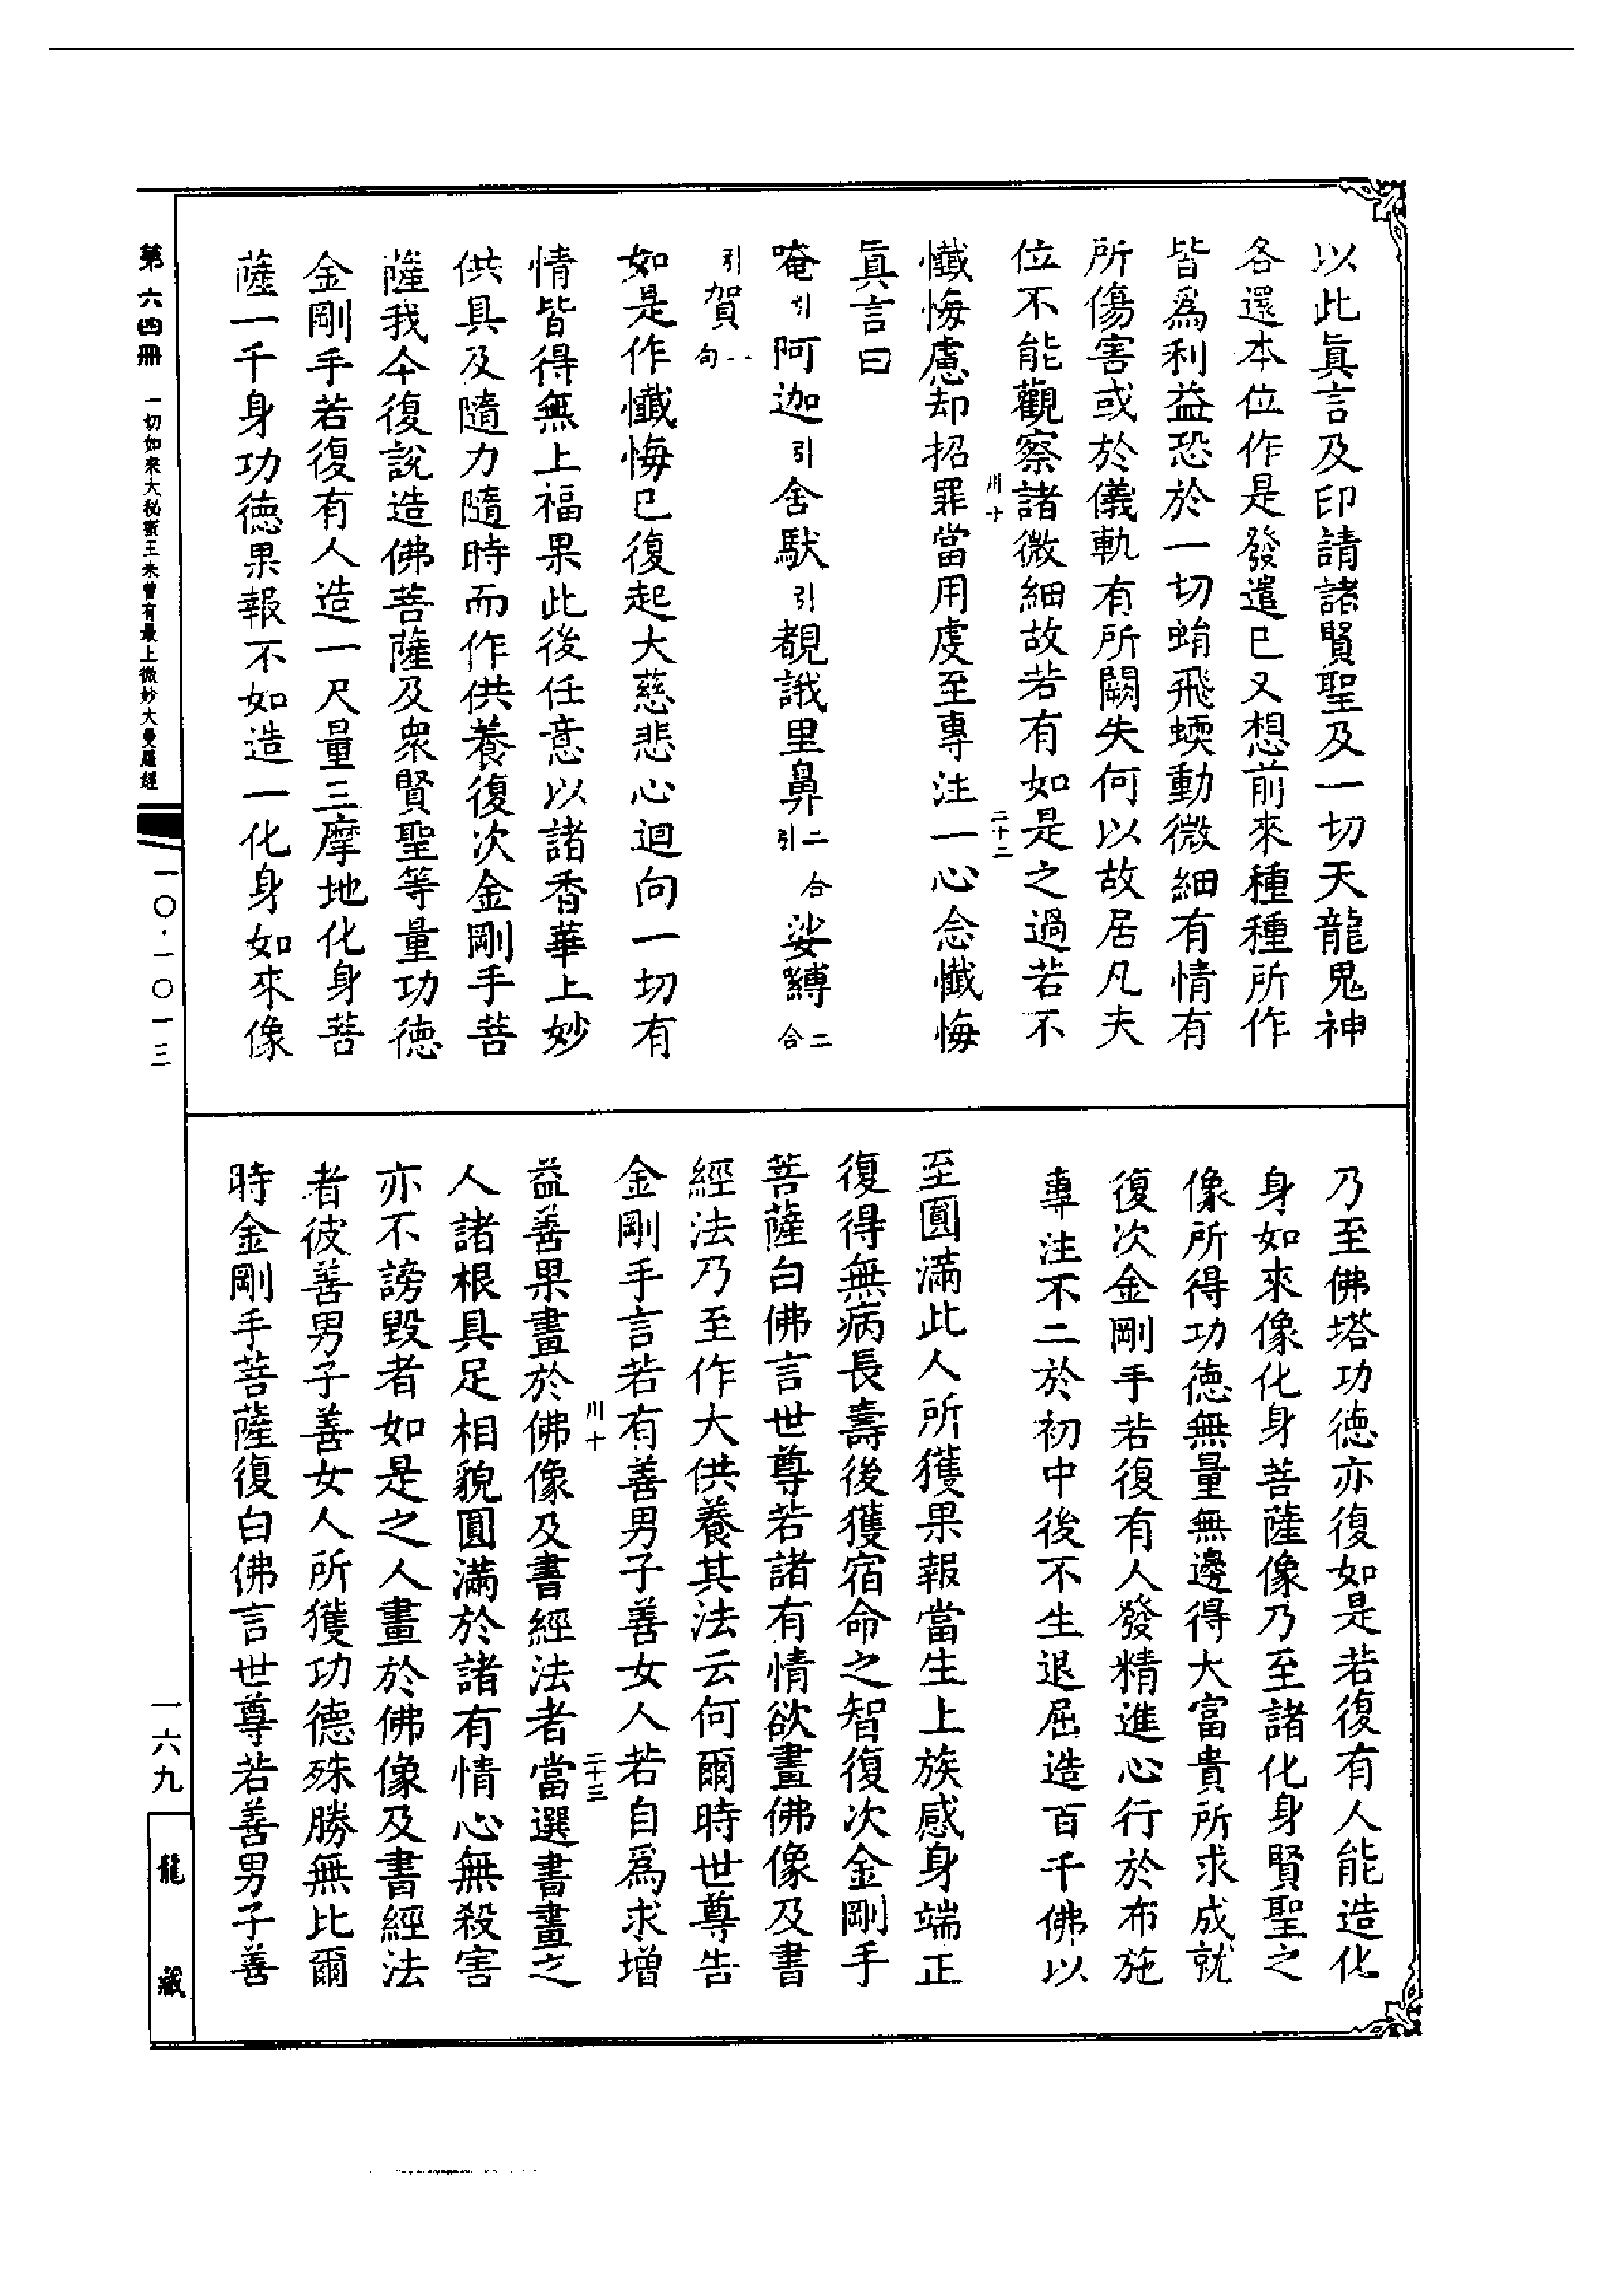 以此眞言及印請諸賢聖及一切天龍鬼神
各還本位作是發遣已又想前來種種所作
皆爲利益恐於一切蛸飛蝡動微細有情有
所傷害或於儀軌有所闕失何以故居凡夫
位不能觀察諸微細故若有如是之過若不
川十 二十二
懺悔慮却招罪當用虔至專注一心念懺悔
眞言曰
唵引阿迦引舍馱引覩誐里鼻二合引娑縛二合
引賀一句
如是作懺悔已復起大慈悲心迴向一切有
情皆得無上福果此後任意以諸香華上妙
供具及隨力隨時而作供養復次金剛手菩
薩我今復說造佛菩薩及衆賢聖等量功德
金剛手若復有人造一尺量三摩地化身菩
薩一千身功德果報不如造一化身如來像
乃至佛塔功德亦復如是若復有人能造化
身如來像化身菩薩像乃至諸化身賢聖之
像所得功德無量無邊得大富貴所求成就
復次金剛手若復有人發精進心行於布施
專注不二於初中後不生退屈造百千佛以
至圓滿此人所獲果報當生上族感身端正
復得無病長壽後獲宿命之智復次金剛手
菩薩白佛言世尊若諸有情欲畫佛像及書
經法乃至作大供養其法云何爾時世尊告
金剛手言若有善男子善女人若自爲求增
川十 二十三
益善果畫於佛像及書經法者當選書畫之
人諸根具足相貌圓滿於諸有情心無殺害
亦不謗毀者如是之人畫於佛像及書經法
者彼善男子善女人所獲功德殊勝無比爾
時金剛手菩薩復白佛言世尊若善男子善
第六四冊 一切如來大秘密王未曾有最上微妙大曼羅經
一〇·一〇一三
一六九
龍藏